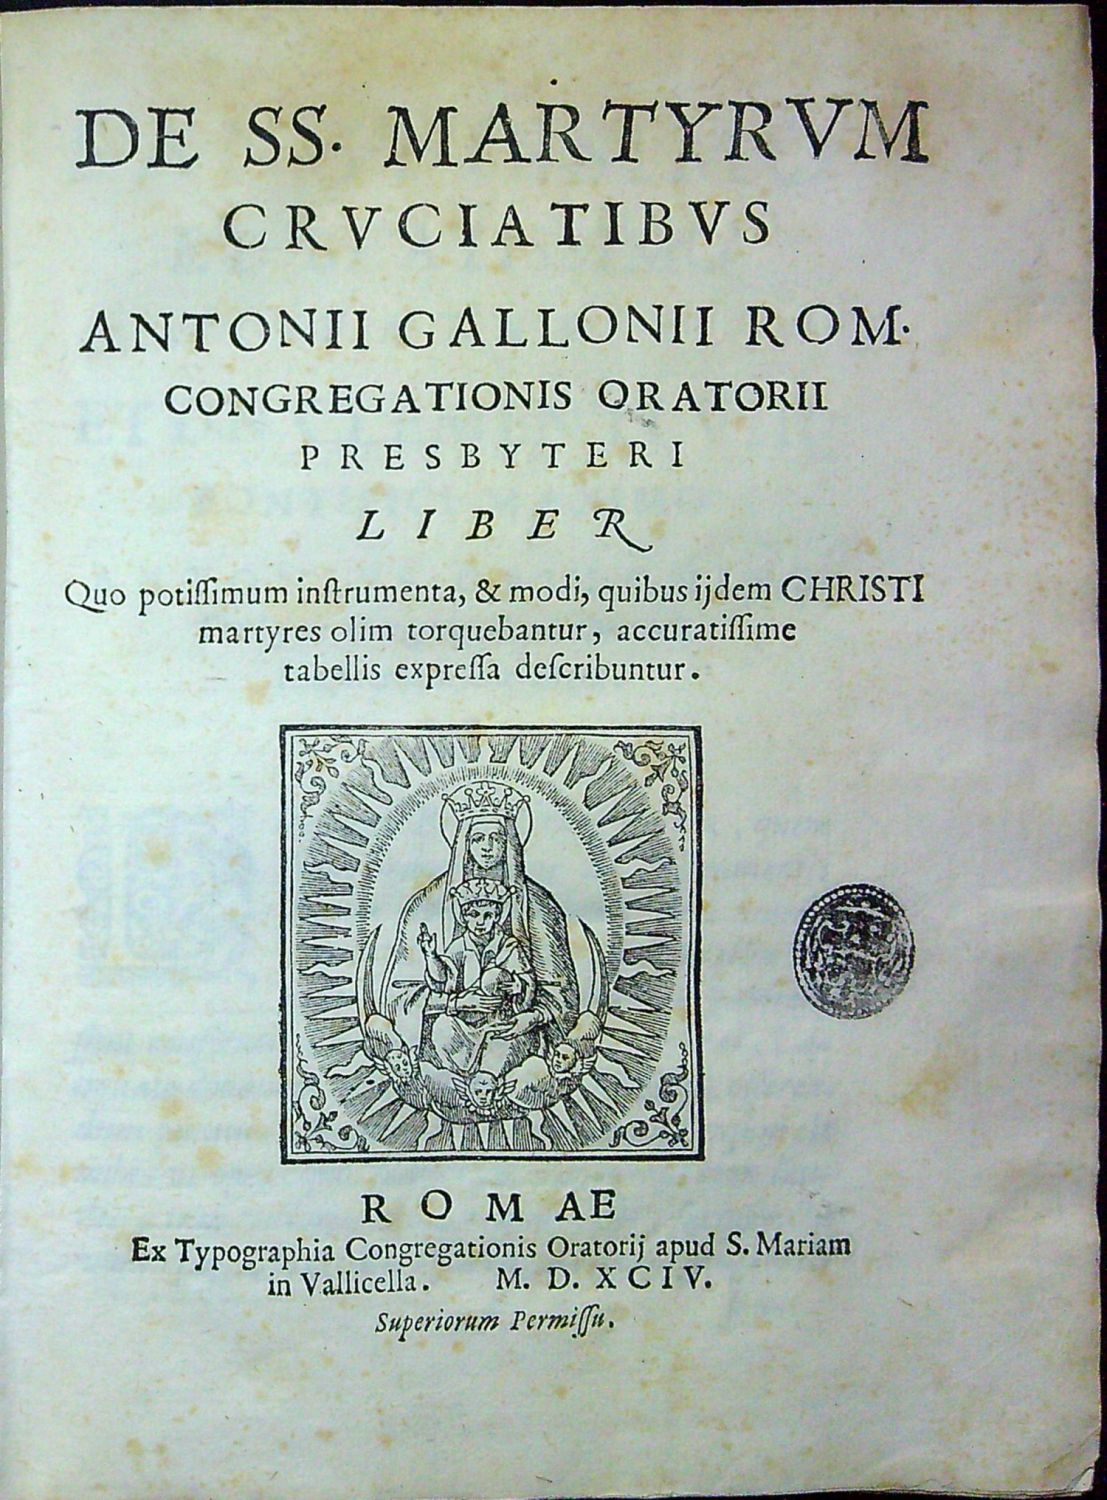 DE SS. MARTYRVM
CRVCIATIBVS
ANTONII GALLONII ROM.
CONGREGATIONIS ORATORII
PRESBYTERI
LIBER
Quo potiſſimum inſtrumenta, & modi, quibus ijdem CHRISTI
martyres olim torquebantur, accuratiſſime
tabellis expreſſa deſcribuntur.
ROMAE
Ex Typographia Congregationis Oratorij apud S. Mariam
in Vallicella. M. D. XCIV.
Superiorum Permiſſu.